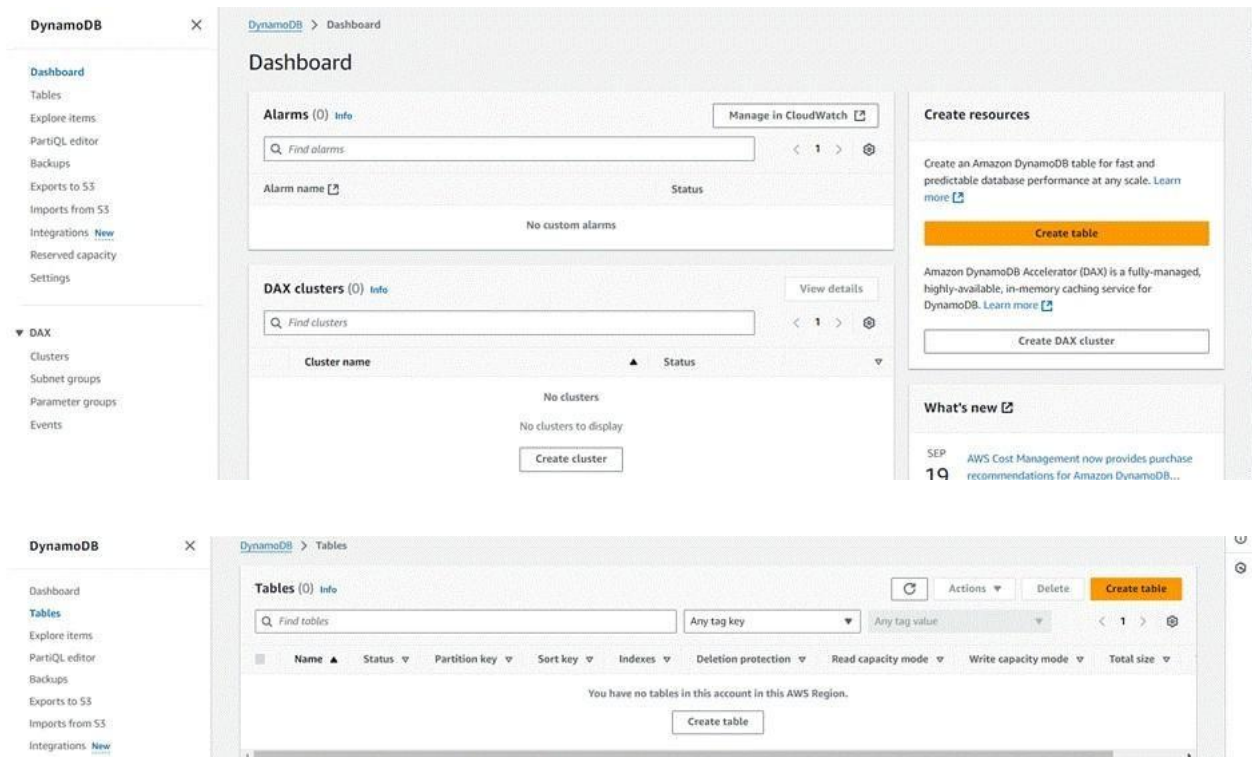 DynamoDB
Dashboard
Tables
Explore items
PartiQL editor
Backups
Exports to S3
Imports from S3
Integrations New
Reserved capacity
Settings
DAX
Clusters
Subnet groups
Parameter groups
Events
DynamoDB > Dashboard
Dashboard
Alarms (0) Info
Manage in CloudWatch
Find alarms
1
Alarm name
Status
No custom alarms
DAX clusters (0) Info
View details
Find clusters
1
Cluster name
Status
No clusters
No clusters to display
Create cluster
Create resources
Create an Amazon DynamoDB table for fast and
predictable database performance at any scale. Learn
more
Create table
Amazon DynamoDB Accelerator (DAX) is a fully-managed,
highly-available, in-memory caching service for
DynamoDB. Learn more
Create DAX cluster
What's new
SEP
19
AWS Cost Management now provides purchase
recommendations for Amazon DynamoDB...
DynamoDB
Dashboard
Tables
Explore items
PartiQL editor
Backups
Exports to S3
Imports from S3
Integrations New
DynamoDB > Tables
Tables (0) Info
Actions
Delete
Create table
Find tables
Any tag key
Any tag value
1
Name
Status
Partition key
Sort key
Indexes
Deletion protection
Read capacity mode
Write capacity mode
Total size
You have no tables in this account in this AWS Region.
Create table